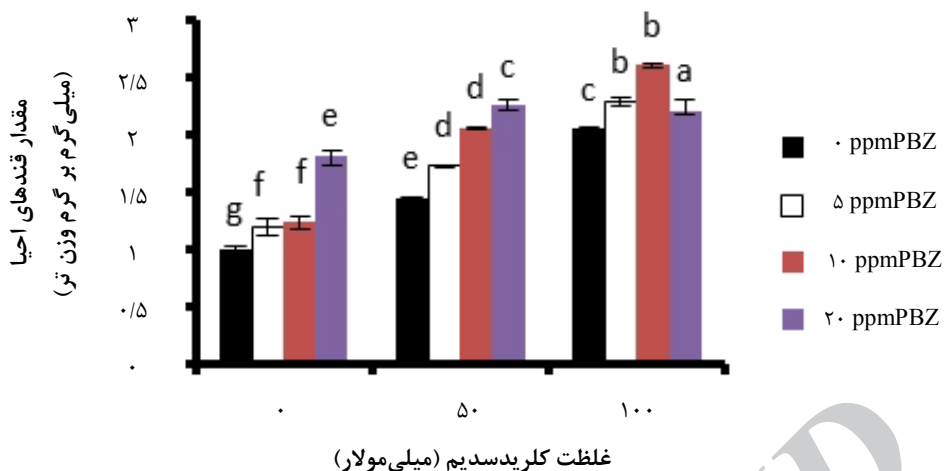 مقدار قندهای احیا
(میلی‌گرم بر گرم وزن تر)
۳
۲/۵
۲
۱/۵
۱
۰/۵
۰
g
f
f
e
e
d
d
c
c
b
b
a
۰ ppmPBZ
۵ ppmPBZ
۱۰ ppmPBZ
۲۰ ppmPBZ
۰
۵۰
۱۰۰
غلظت کلریدسدیم (میلی‌مولار)